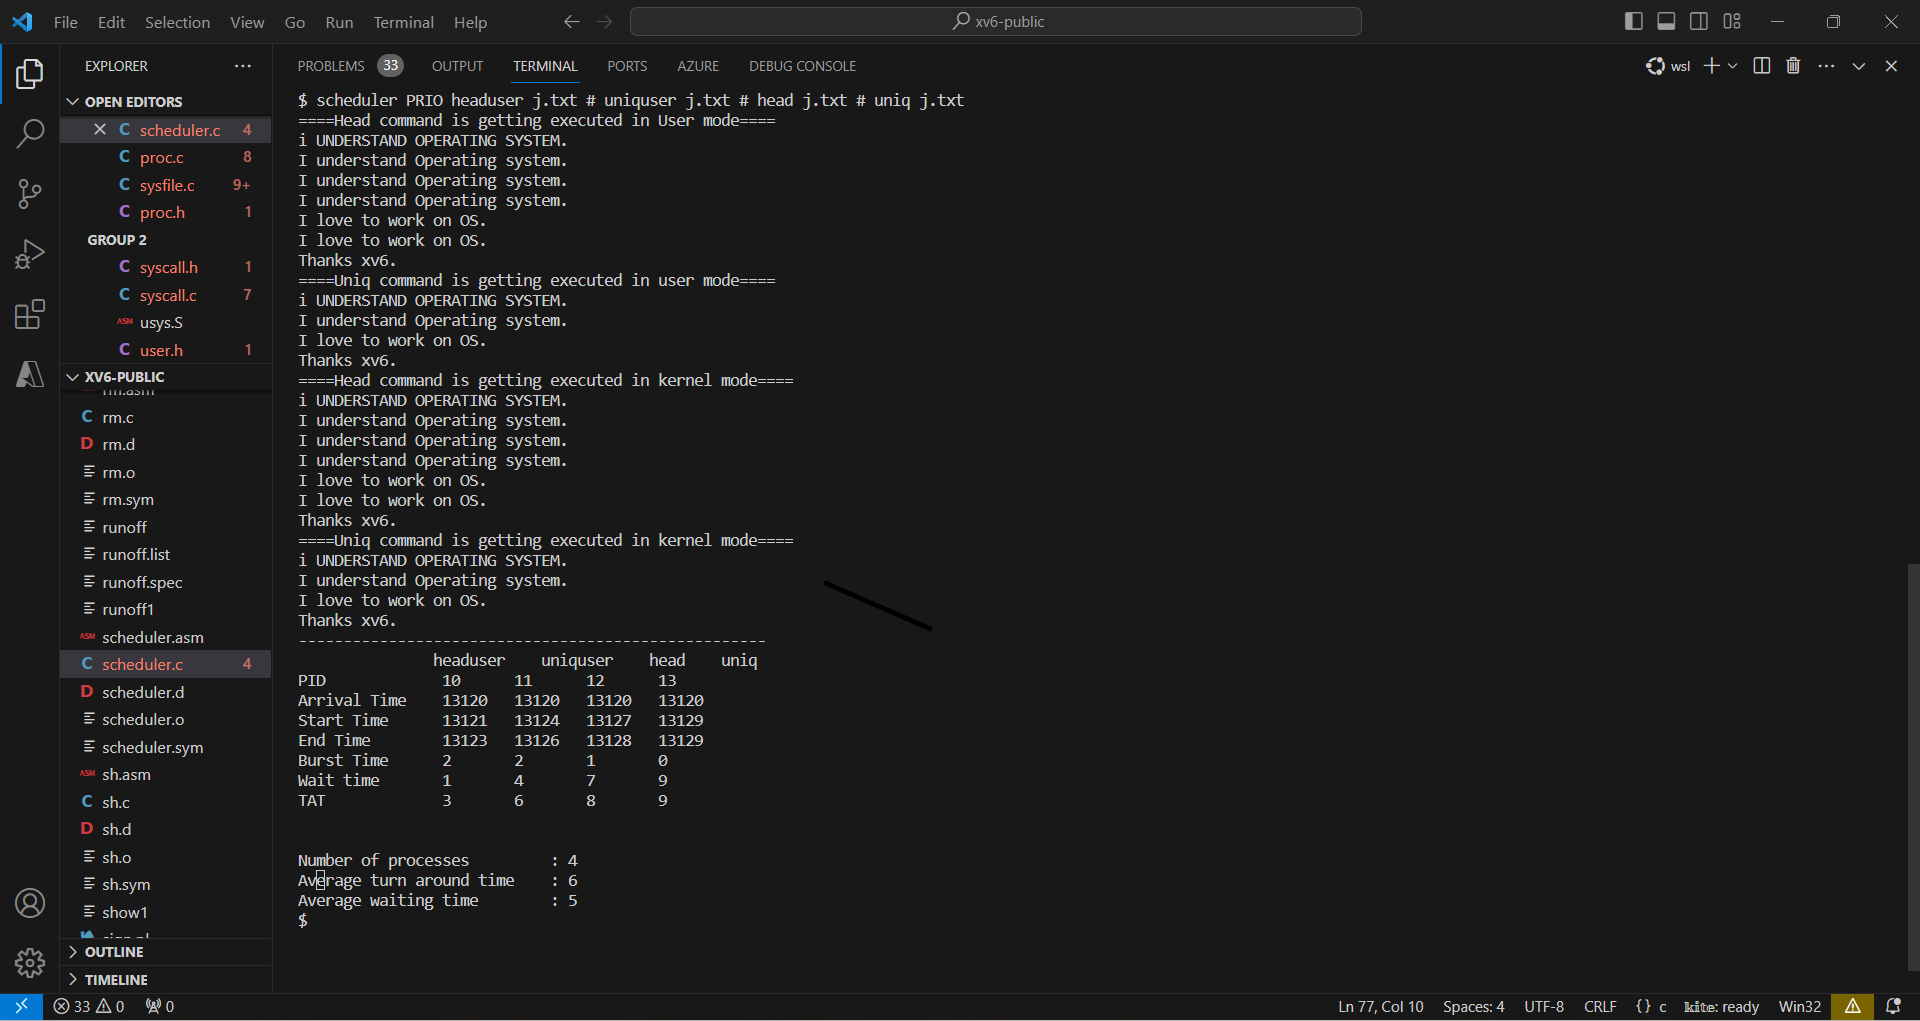 File Edit Selection View Go Run Terminal Help xv6-public
EXPLORER
OPEN EDITORS
scheduler.c 4
proc.c 8
sysfile.c 9+
proc.h 1
GROUP 2
syscall.h 1
syscall.c 7
ASM usys.S
user.h 1
XV6-PUBLIC
rm.asm
rm.c
rm.d
rm.o
rm.sym
runoff
runoff.list
runoff.spec
runoff1
ASM scheduler.asm
scheduler.c 4
scheduler.d
scheduler.o
scheduler.sym
ASM sh.asm
sh.c
sh.d
sh.o
sh.sym
show1
OUTLINE
TIMELINE
PROBLEMS 33 OUTPUT TERMINAL PORTS AZURE DEBUG CONSOLE wsl
$ scheduler PRIO headuser j.txt # uniquser j.txt # head j.txt # uniq j.txt
====Head command is getting executed in User mode====
i UNDERSTAND OPERATING SYSTEM.
I understand Operating system.
I understand Operating system.
I understand Operating system.
I love to work on OS.
I love to work on OS.
Thanks xv6.
====Uniq command is getting executed in user mode====
i UNDERSTAND OPERATING SYSTEM.
I understand Operating system.
I love to work on OS.
Thanks xv6.
====Head command is getting executed in kernel mode====
i UNDERSTAND OPERATING SYSTEM.
I understand Operating system.
I understand Operating system.
I understand Operating system.
I love to work on OS.
I love to work on OS.
Thanks xv6.
====Uniq command is getting executed in kernel mode====
i UNDERSTAND OPERATING SYSTEM.
I understand Operating system.
I love to work on OS.
Thanks xv6.
----------------------------------------------------
headuser uniquser head uniq
PID 10 11 12 13
Arrival Time 13120 13120 13120 13120
Start Time 13121 13124 13127 13129
End Time 13123 13126 13128 13129
Burst Time 2 2 1 0
Wait time 1 4 7 9
TAT 3 6 8 9
Number of processes : 4
Average turn around time : 6
Average waiting time : 5
$
33 0 0 Ln 77, Col 10 Spaces: 4 UTF-8 CRLF {} c kite: ready Win32